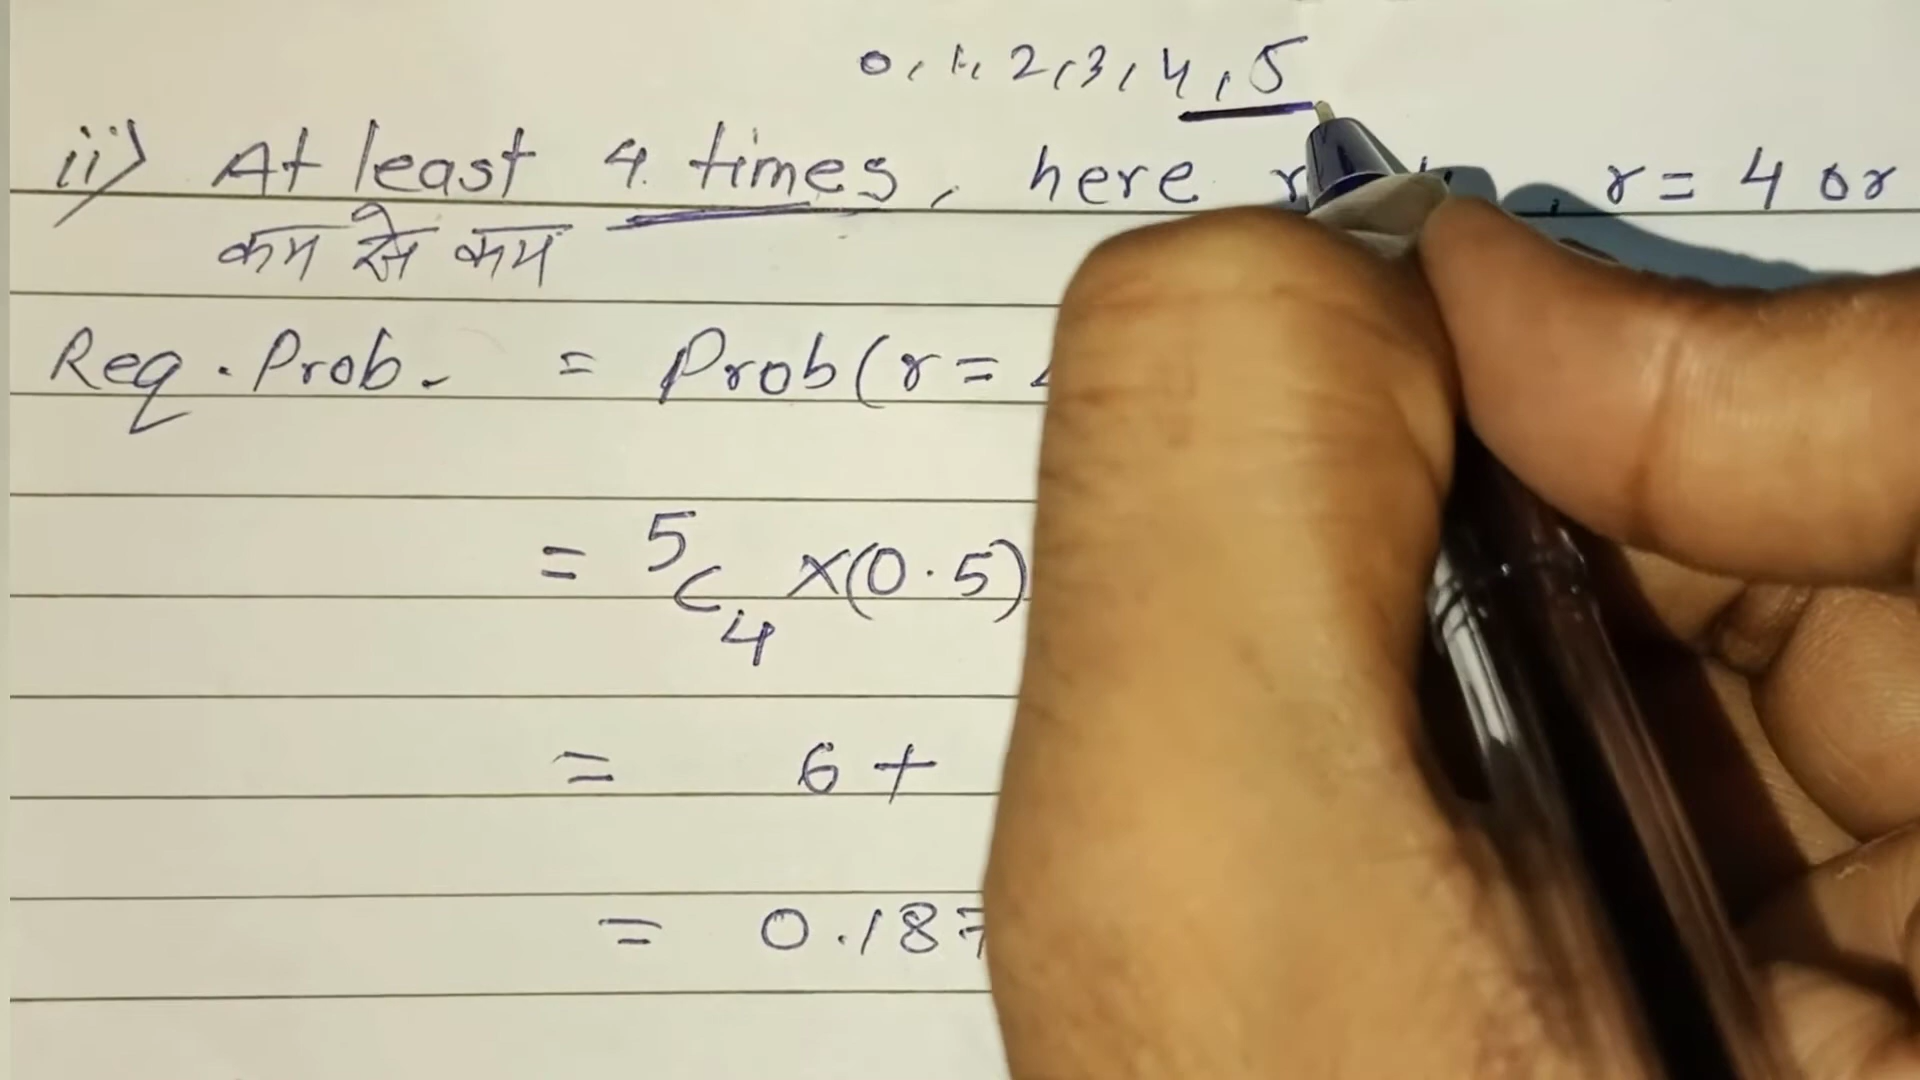 0, 1, 2, 3, 4, 5
ii) At least 4 times, here r r = 4 or
कम से कम
Req. Prob. = Prob(r =
= 5C4 ×(0.5)
= 6 +
= 0.187